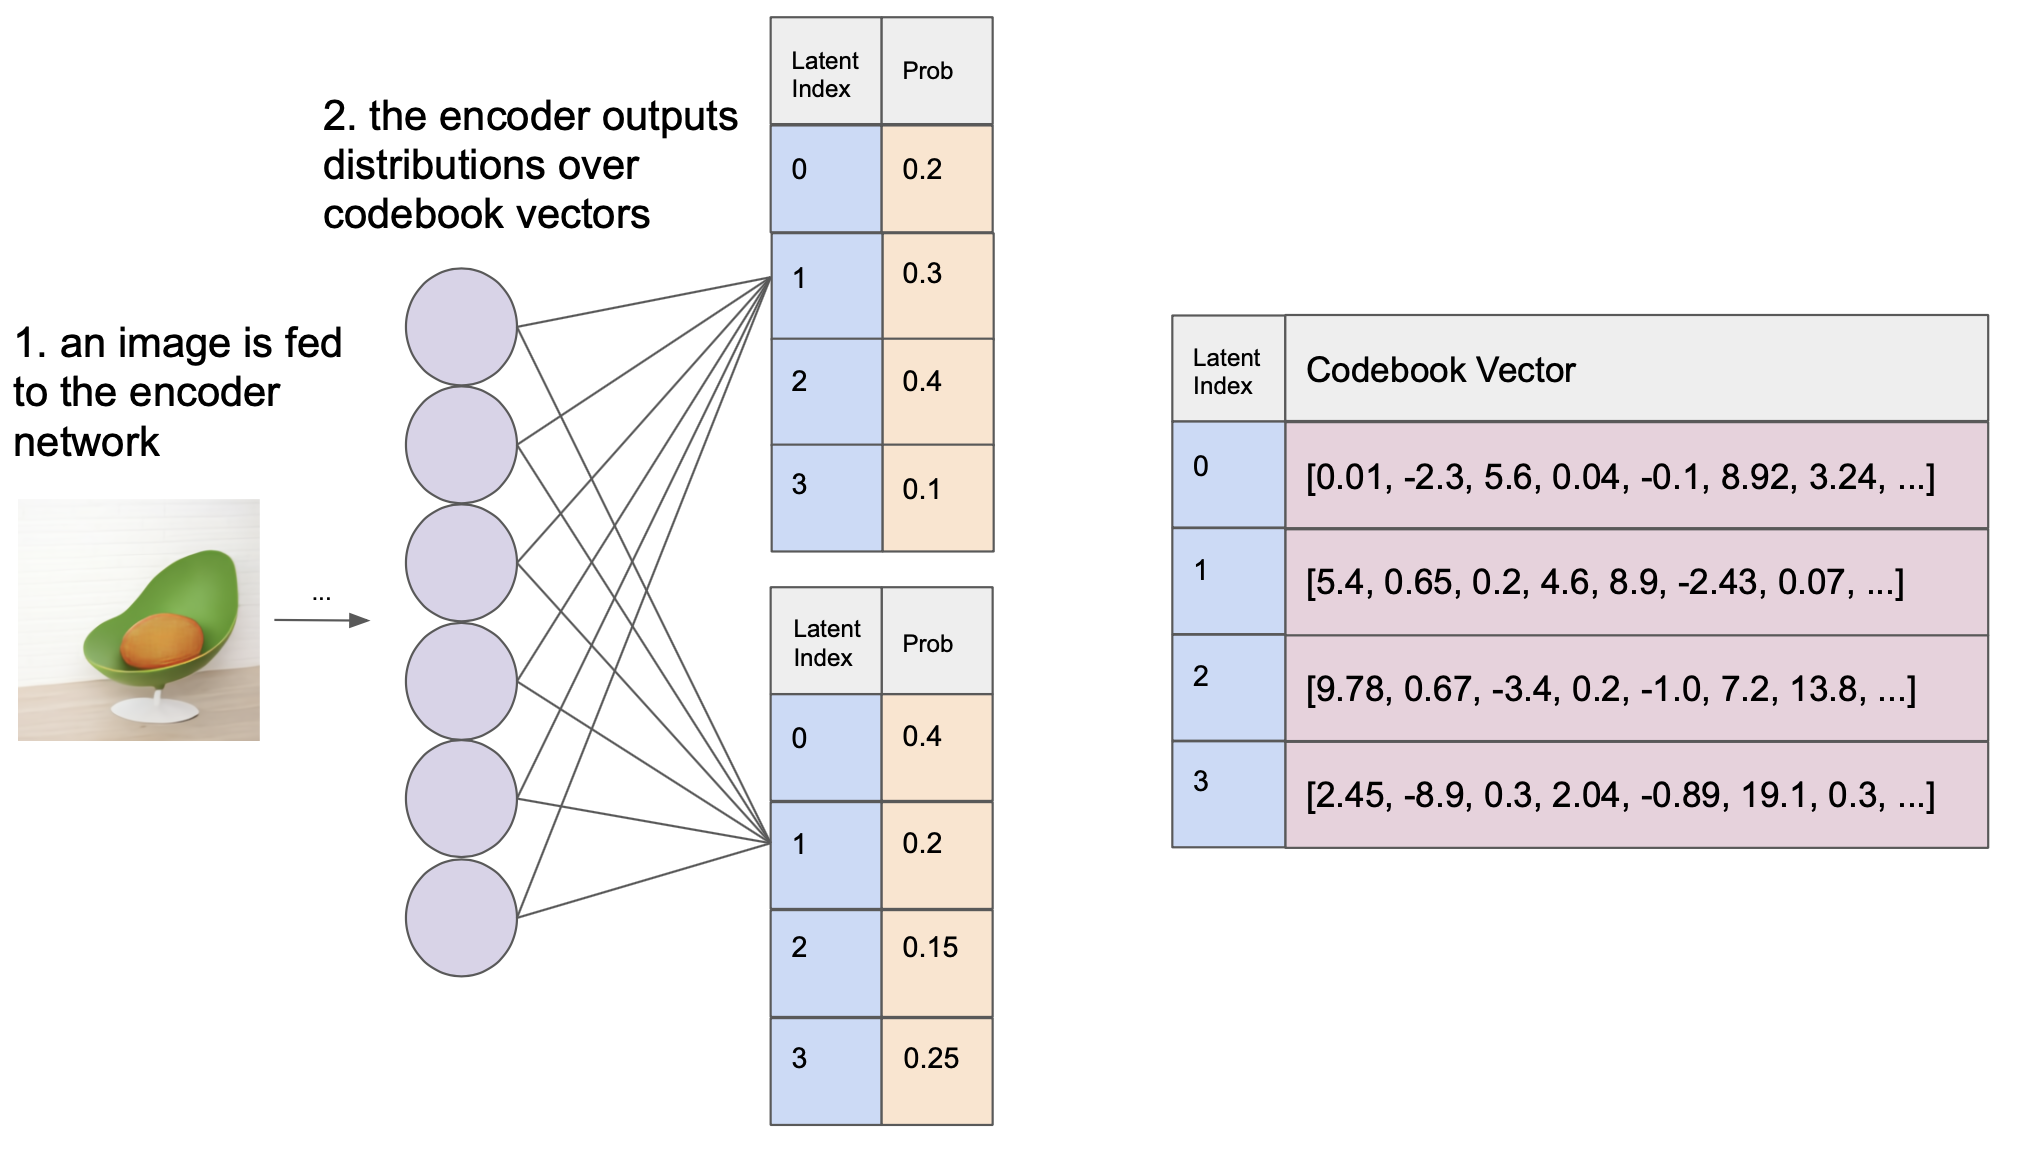 1. an image is fed
to the encoder
network
...
2. the encoder outputs
distributions over
codebook vectors
Latent
Index
Prob
0 0.2
1 0.3
2 0.4
3 0.1
Latent
Index
Prob
0 0.4
1 0.2
2 0.15
3 0.25
Latent
Index
Codebook Vector
0 [0.01, -2.3, 5.6, 0.04, -0.1, 8.92, 3.24, ...]
1 [5.4, 0.65, 0.2, 4.6, 8.9, -2.43, 0.07, ...]
2 [9.78, 0.67, -3.4, 0.2, -1.0, 7.2, 13.8, ...]
3 [2.45, -8.9, 0.3, 2.04, -0.89, 19.1, 0.3, ...]